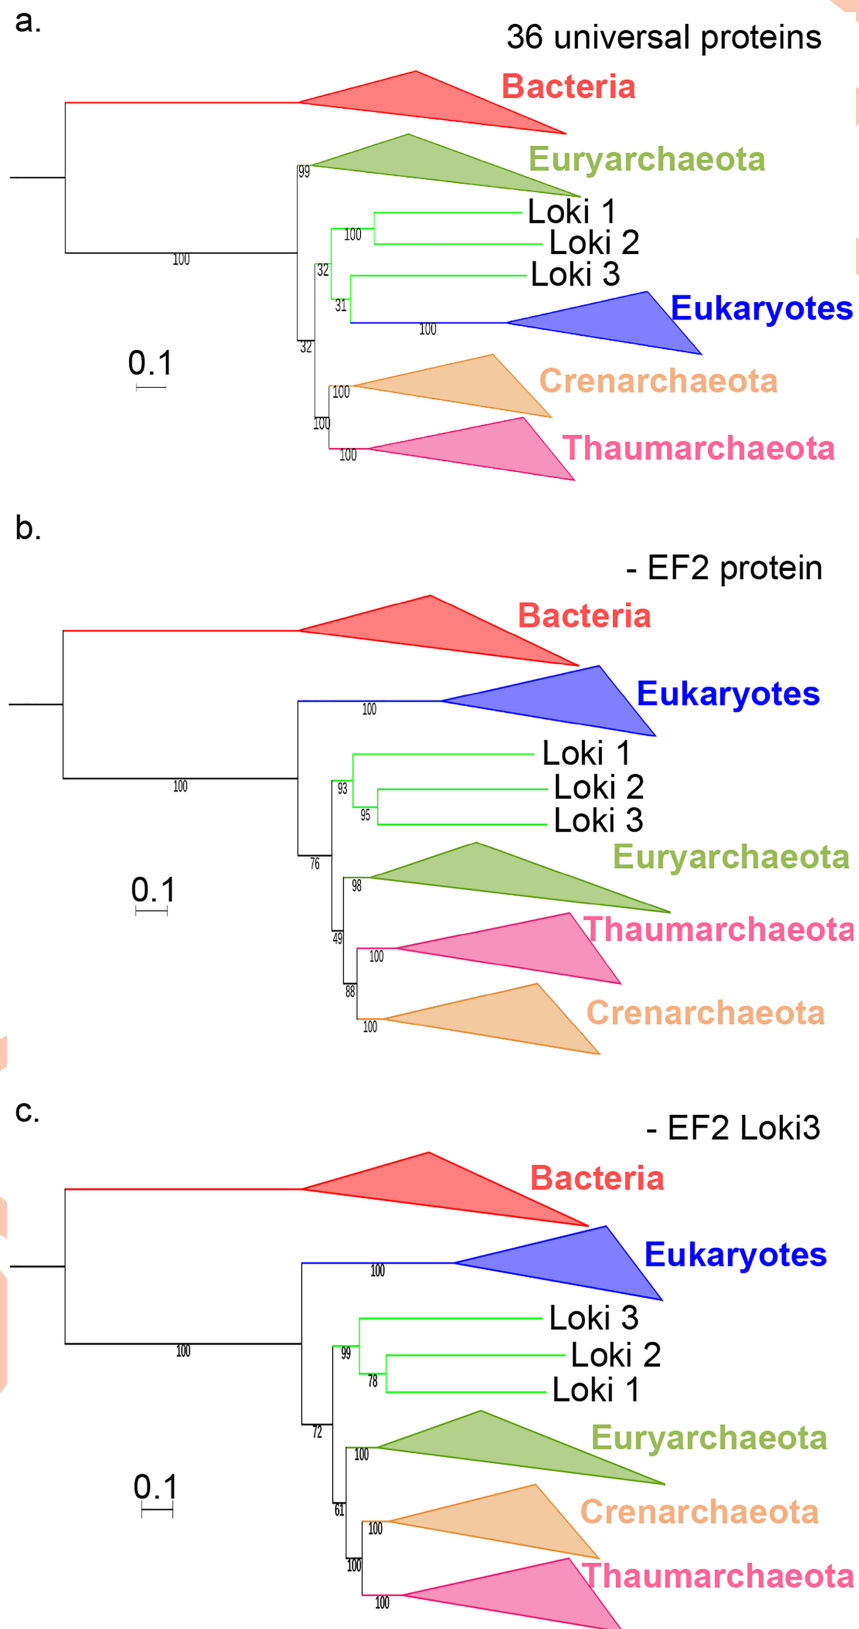 a.
36 universal proteins
Bacteria
Euryarchaeota
99
Loki 1
100
Loki 2
100
32
Loki 3
31
Eukaryotes
100
32
0.1
Crenarchaeota
100
100
Thaumarchaeota
100
b.
- EF2 protein
Bacteria
Eukaryotes
100
Loki 1
100
93
Loki 2
95
Loki 3
Euryarchaeota
76
98
0.1
Thaumarchaeota
49
100
88
Crenarchaeota
100
c.
- EF2 Loki3
Bacteria
Eukaryotes
100
Loki 3
100
99
Loki 2
78
Loki 1
72
Euryarchaeota
100
0.1
Crenarchaeota
61
100
100
Thaumarchaeota
100